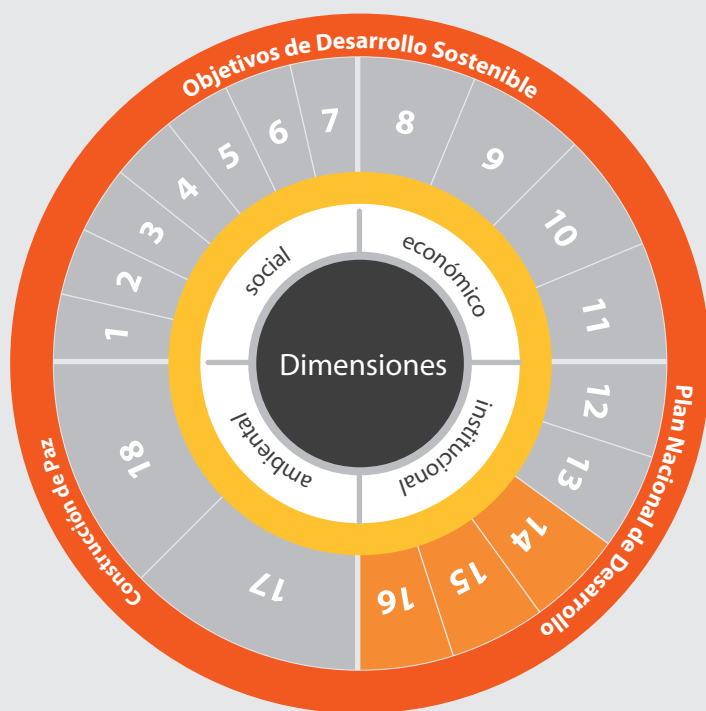 Objetivos de Desarrollo Sostenible
Plan Nacional de Desarrollo
Construcción de Paz
1
2
3
4
5
6
7
8
9
10
11
12
13
14
15
16
17
18
social
económico
institucional
ambiental
Dimensiones